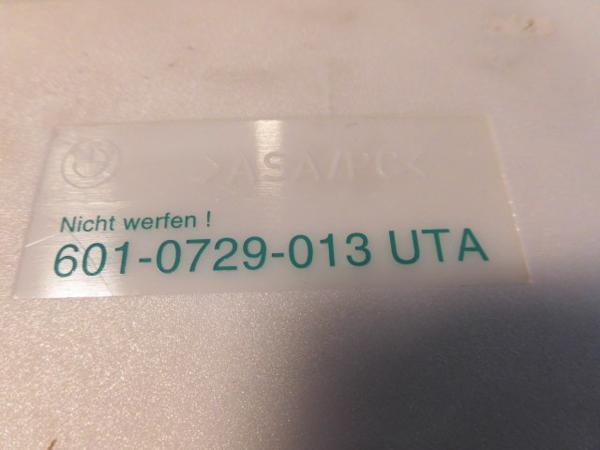 >ASA/PC<
Nicht werfen !
601-0729-013 UTA